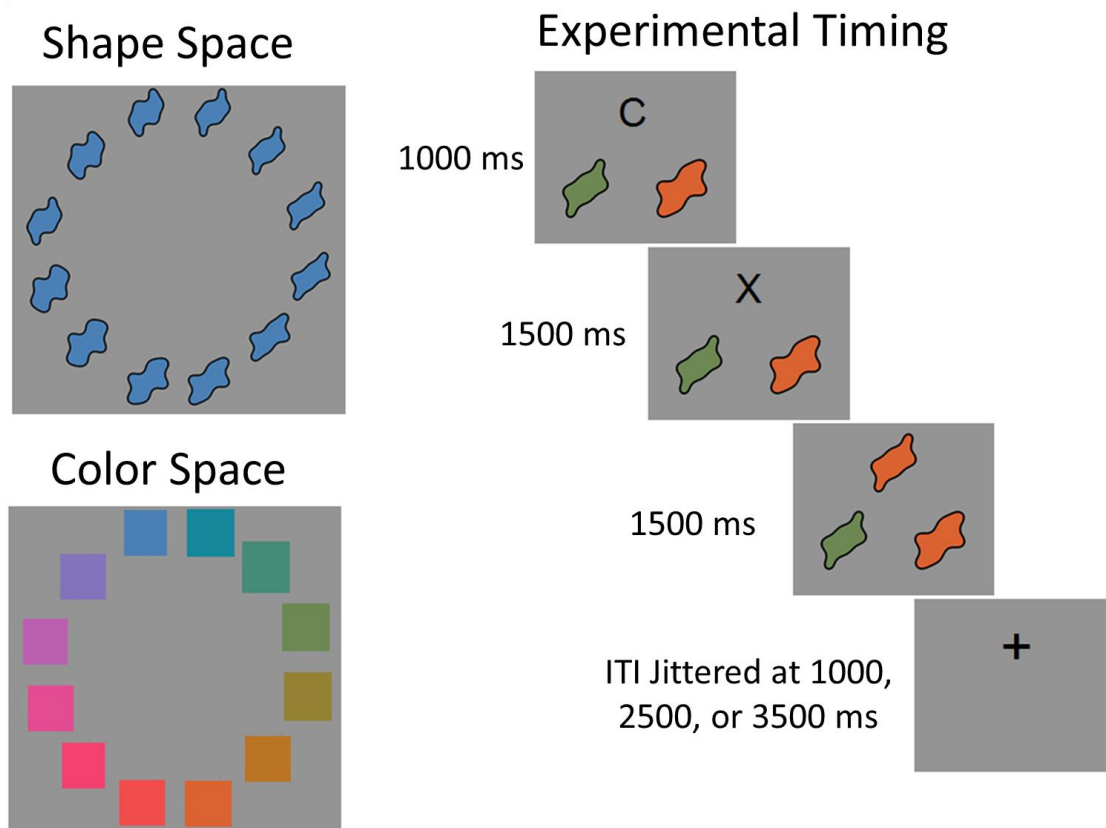 Shape Space
Experimental Timing
C
1000 ms
X
1500 ms
Color Space
1500 ms
ITI Jittered at 1000,
2500, or 3500 ms
+